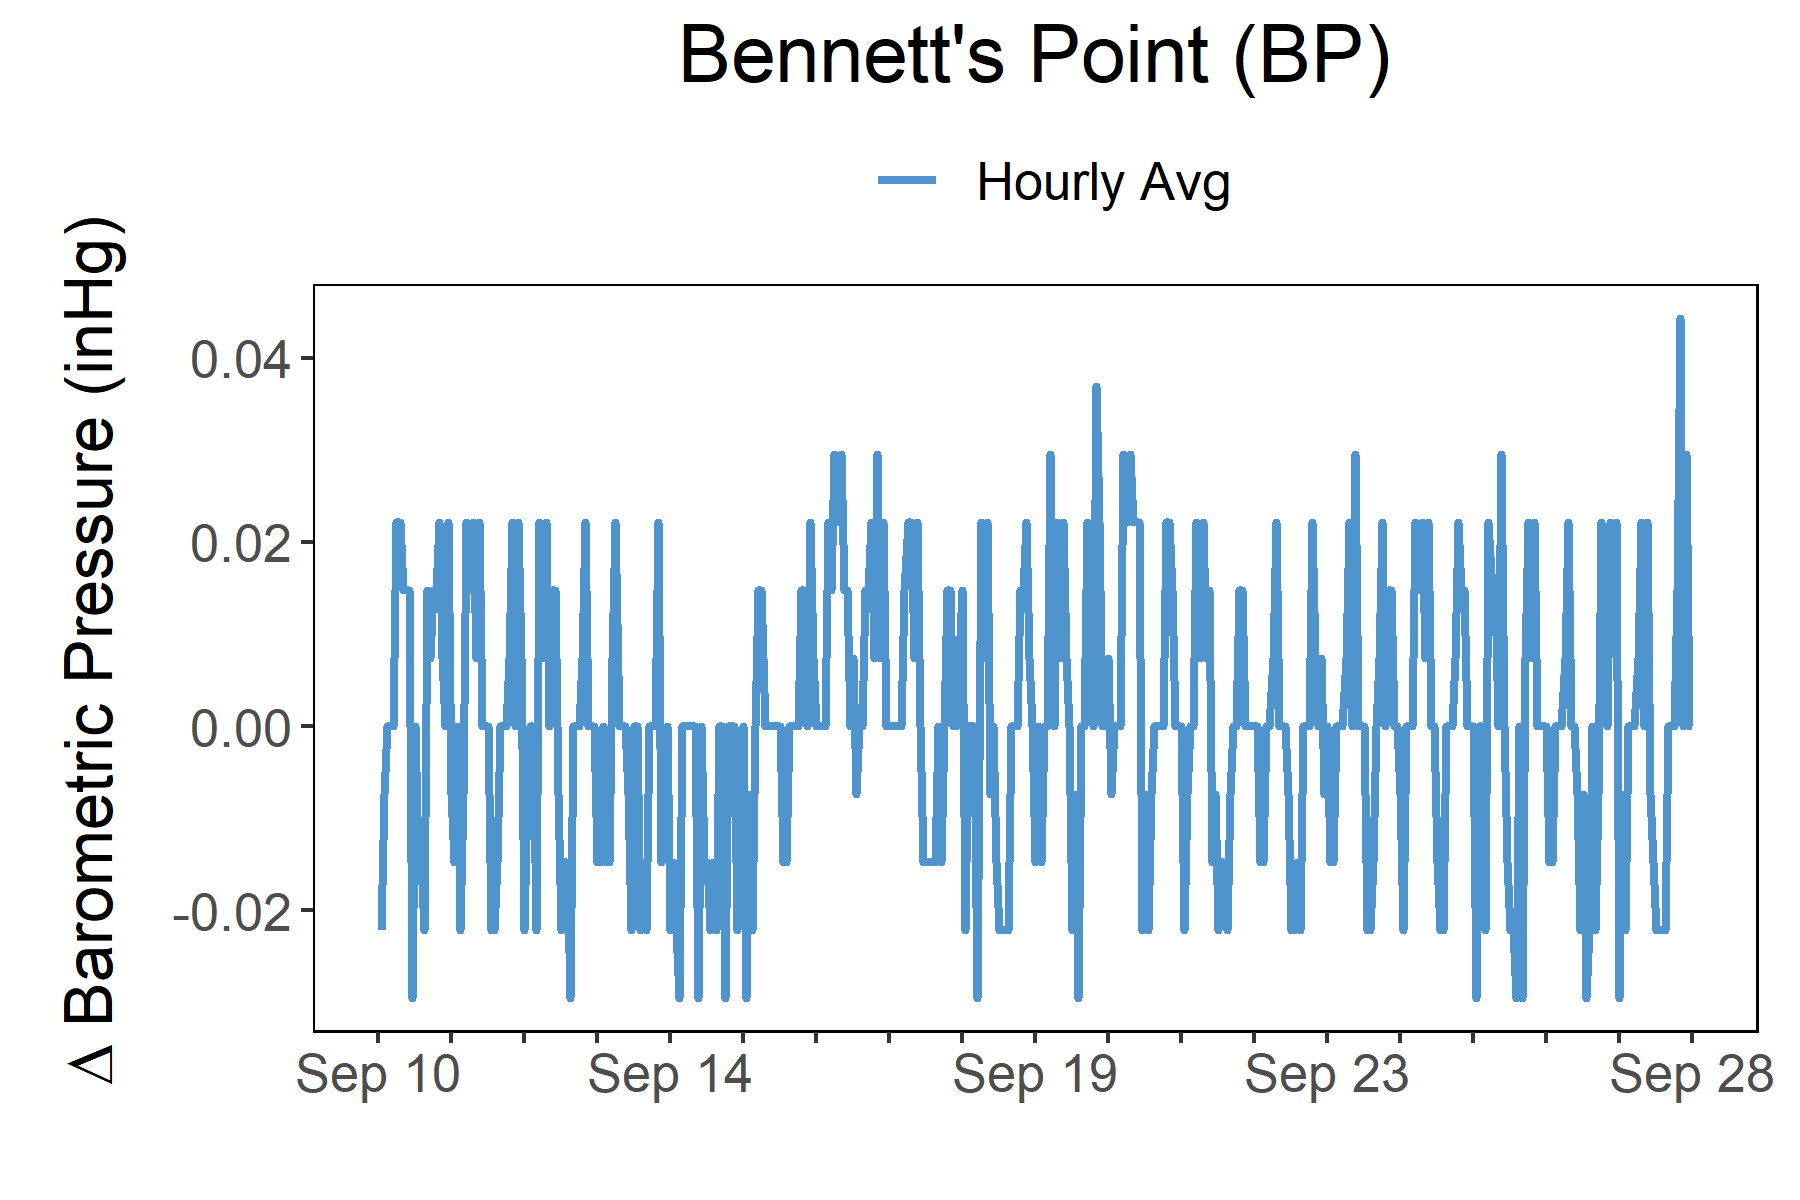 Bennett's Point (BP)
Hourly Avg
Δ Barometric Pressure (inHg)
0.04
0.02
0.00
-0.02
Sep 10
Sep 14
Sep 19
Sep 23
Sep 28